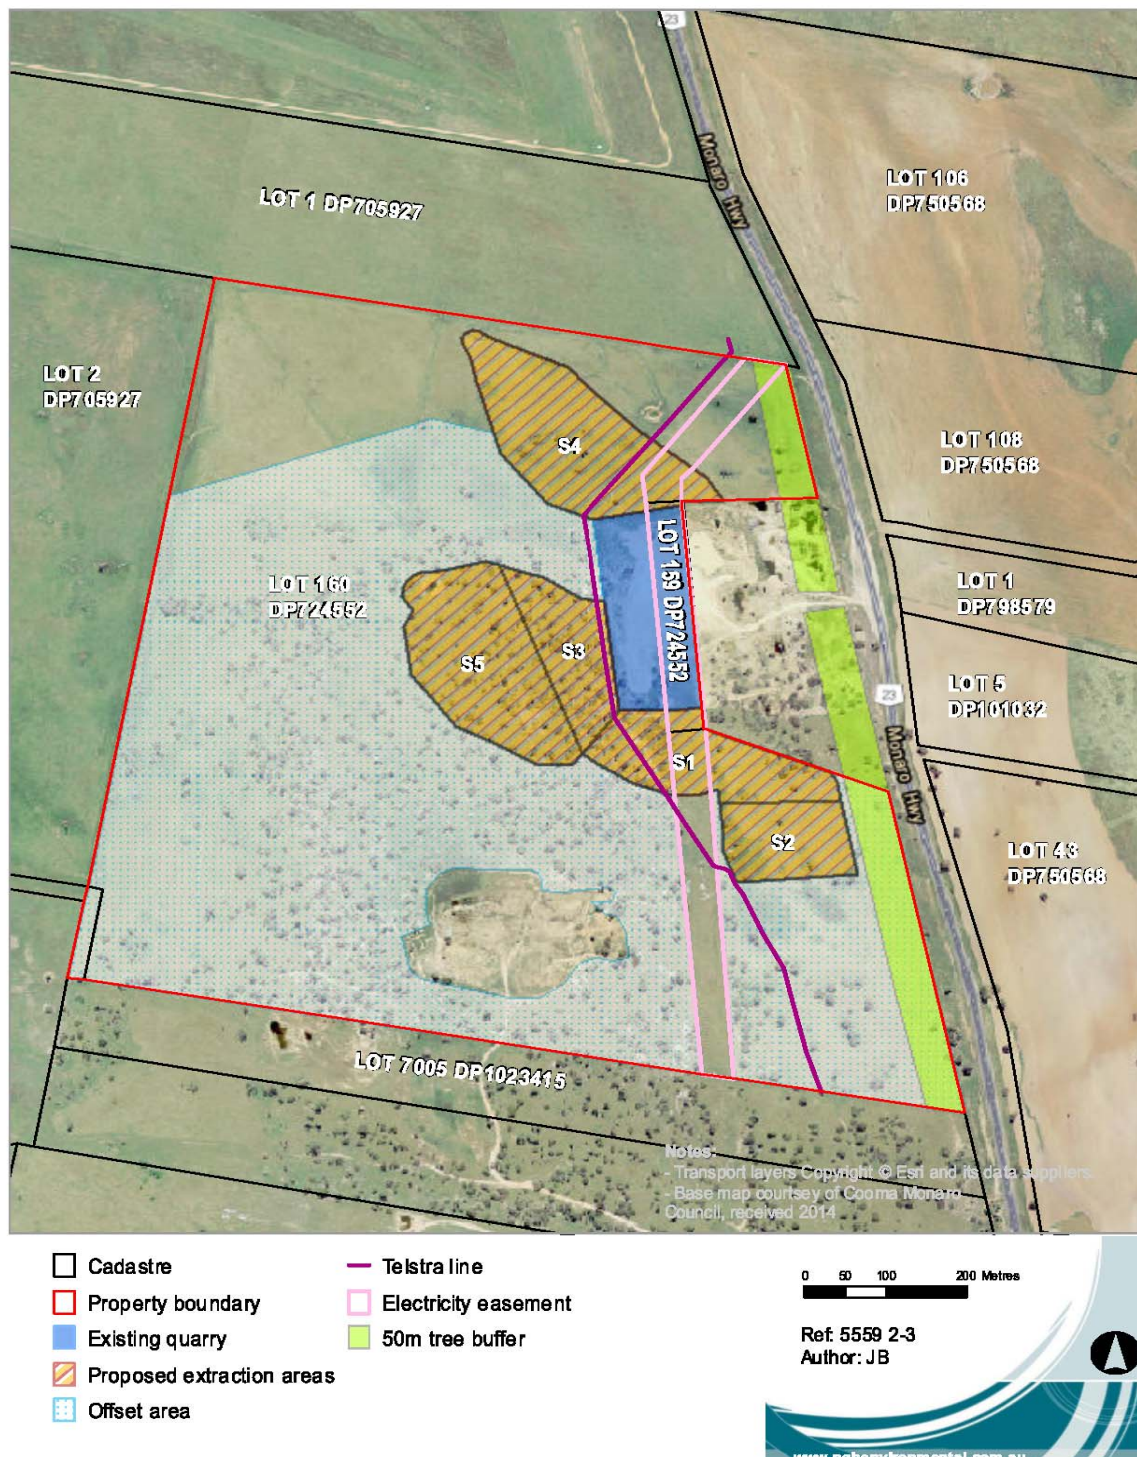 23
Monaro Hwy
LOT 106
DP750568
LOT 1 DP705927
LOT 2
DP705927
LOT 108
DP750568
S4
LOT 159 DP724552
LOT 160
DP724552
LOT 1
DP798579
S3
S5
LOT 5
DP101032
23
Monaro Hwy
S1
S2
LOT 43
DP750568
LOT 7005 DP1023415
Notes:
- Transport layers Copyright © Esri and its data suppliers
- Base map courtsey of Cooma Monaro
Council, received 2014
Cadastre
Property boundary
Existing quarry
Proposed extraction areas
Offset area
Telstra line
Electricity easement
50m tree buffer
0 50 100 200 Metres
Ref: 5559 2-3
Author: JB